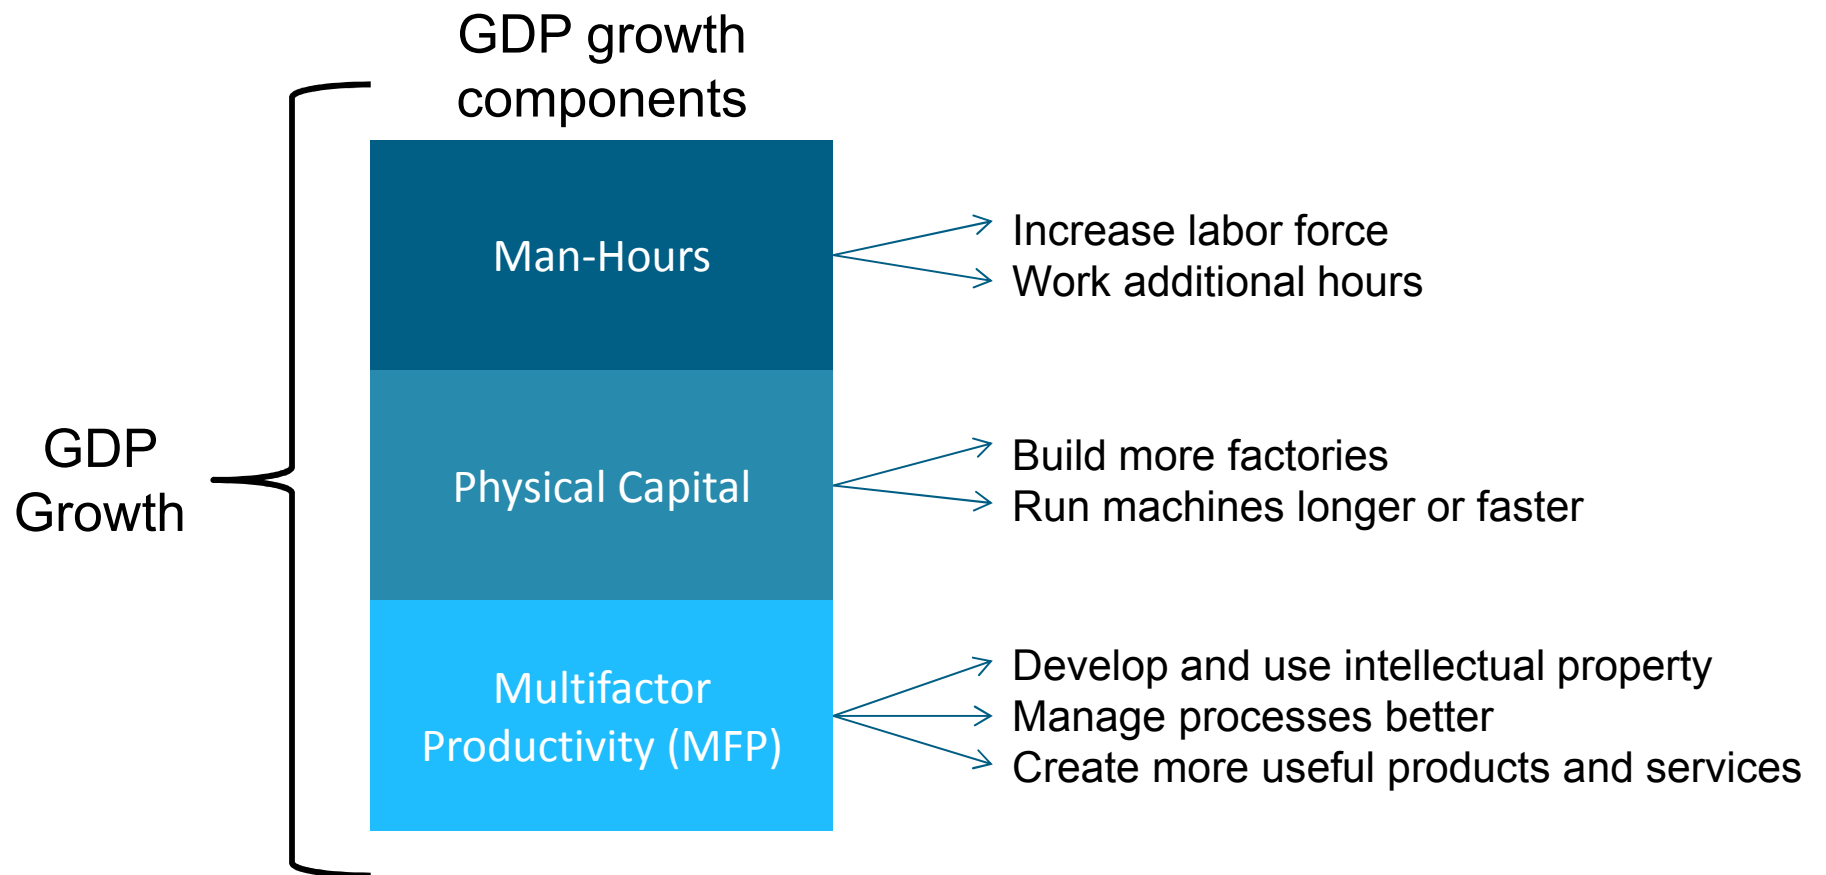 GDP growth
components
GDP
Growth
Man-Hours
Increase labor force
Work additional hours
Physical Capital
Build more factories
Run machines longer or faster
Multifactor
Productivity (MFP)
Develop and use intellectual property
Manage processes better
Create more useful products and services